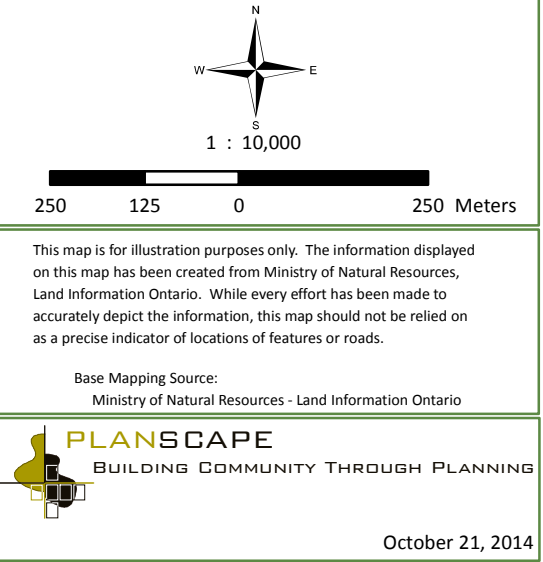 N
W E
S
1 : 10,000
250 125 0 250 Meters
This map is for illustration purposes only. The information displayed
on this map has been created from Ministry of Natural Resources,
Land Information Ontario. While every effort has been made to
accurately depict the information, this map should not be relied on
as a precise indicator of locations of features or roads.
Base Mapping Source:
Ministry of Natural Resources - Land Information Ontario
PLANSCAPE
BUILDING COMMUNITY THROUGH PLANNING
October 21, 2014